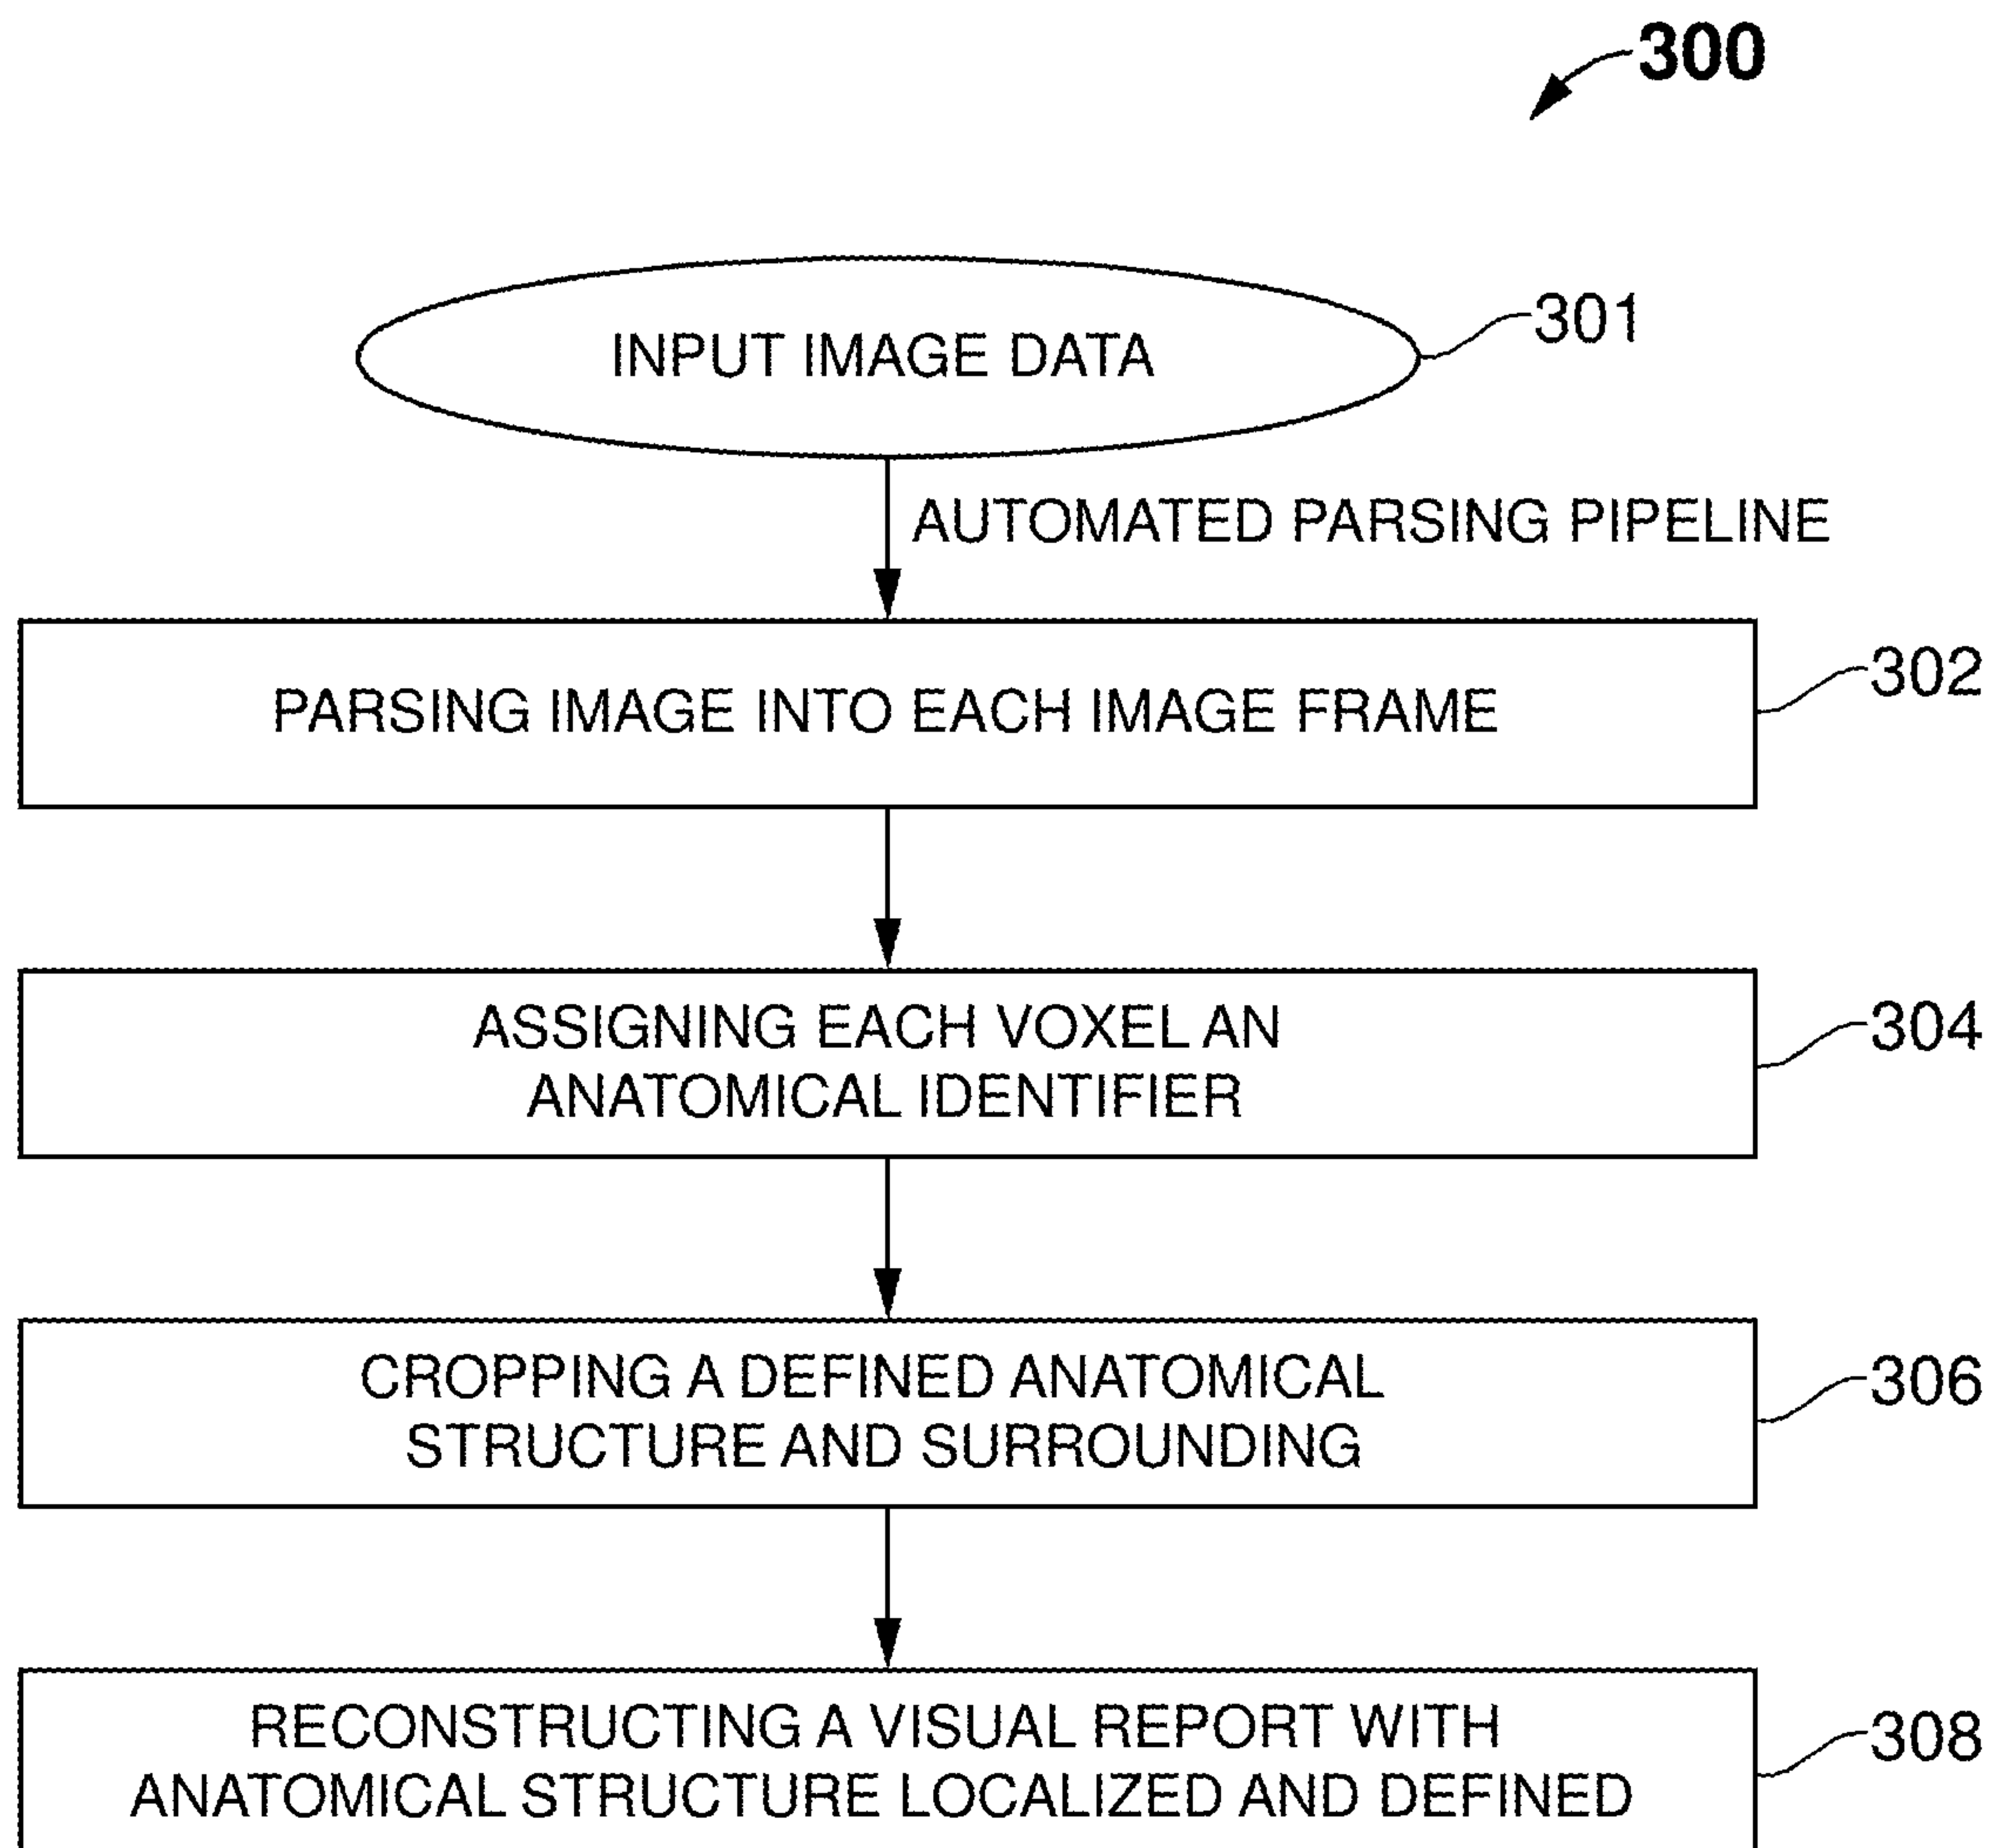 300
INPUT IMAGE DATA
301
AUTOMATED PARSING PIPELINE
PARSING IMAGE INTO EACH IMAGE FRAME
302
ASSIGNING EACH VOXEL AN
ANATOMICAL IDENTIFIER
304
CROPPING A DEFINED ANATOMICAL
STRUCTURE AND SURROUNDING
306
RECONSTRUCTING A VISUAL REPORT WITH
ANATOMICAL STRUCTURE LOCALIZED AND DEFINED
308